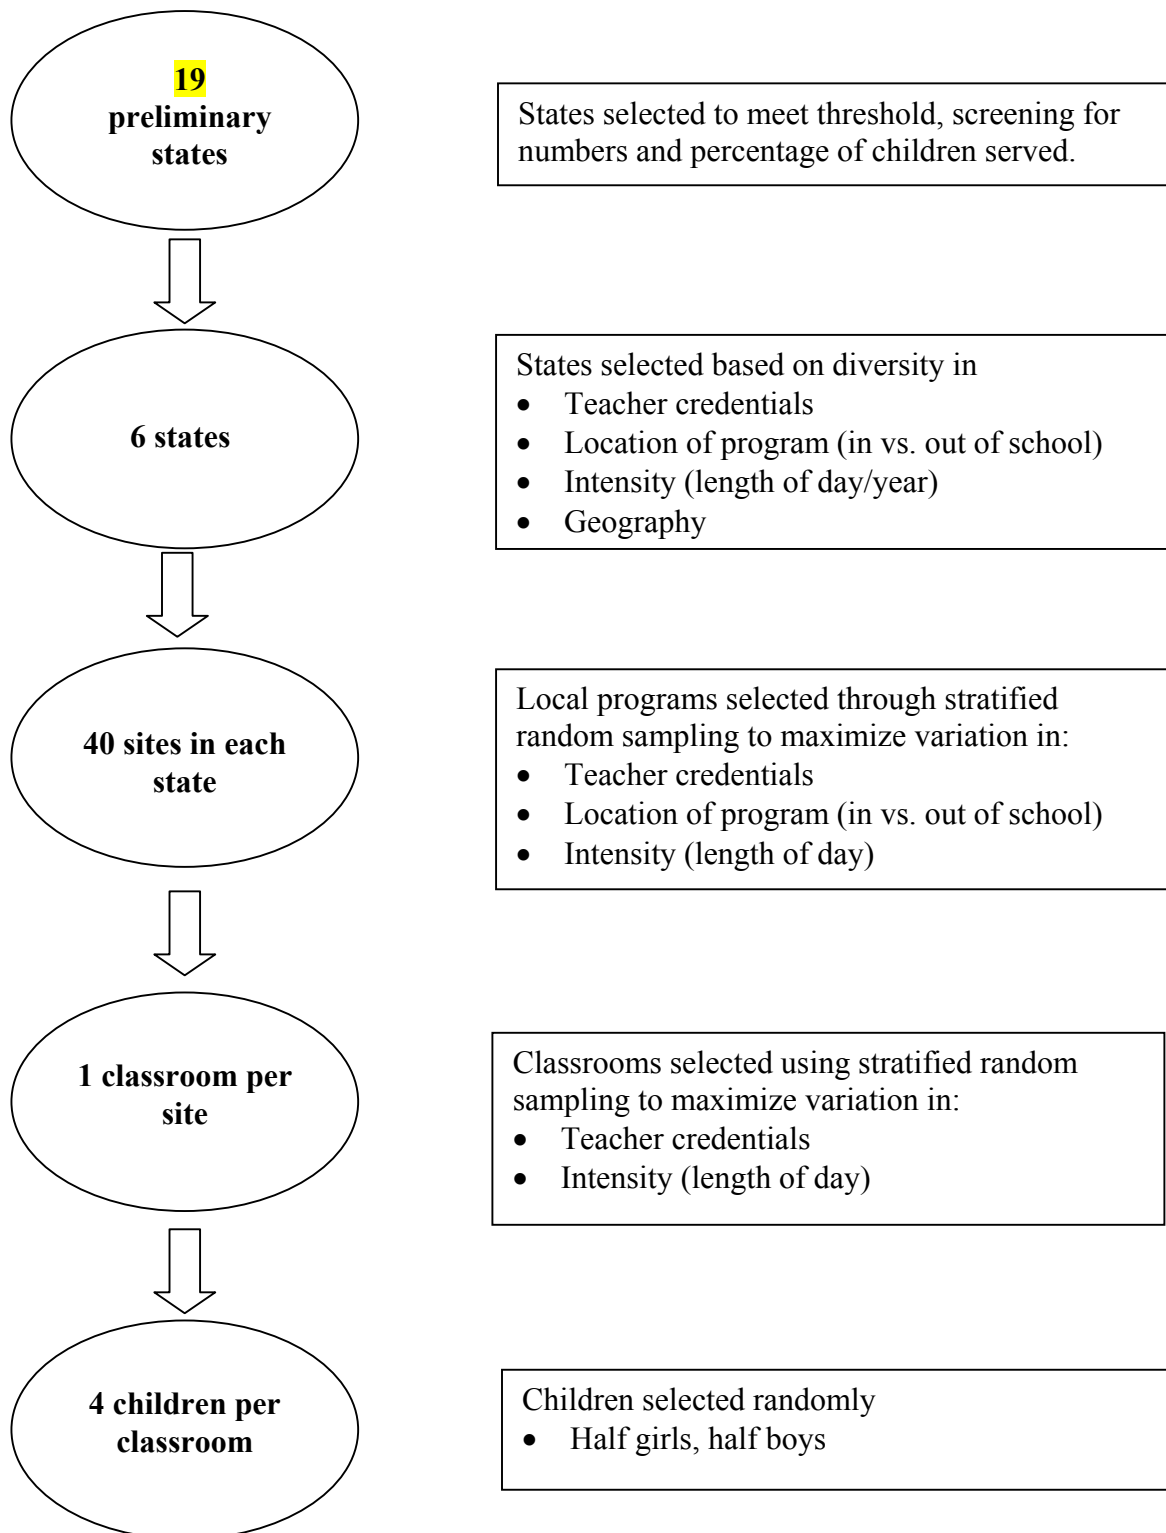 19
preliminary
states
States selected to meet threshold, screening for
numbers and percentage of children served.
6 states
States selected based on diversity in
• Teacher credentials
• Location of program (in vs. out of school)
• Intensity (length of day/year)
• Geography
40 sites in each
state
Local programs selected through stratified
random sampling to maximize variation in:
• Teacher credentials
• Location of program (in vs. out of school)
• Intensity (length of day)
1 classroom per
site
Classrooms selected using stratified random
sampling to maximize variation in:
• Teacher credentials
• Intensity (length of day)
4 children per
classroom
Children selected randomly
• Half girls, half boys